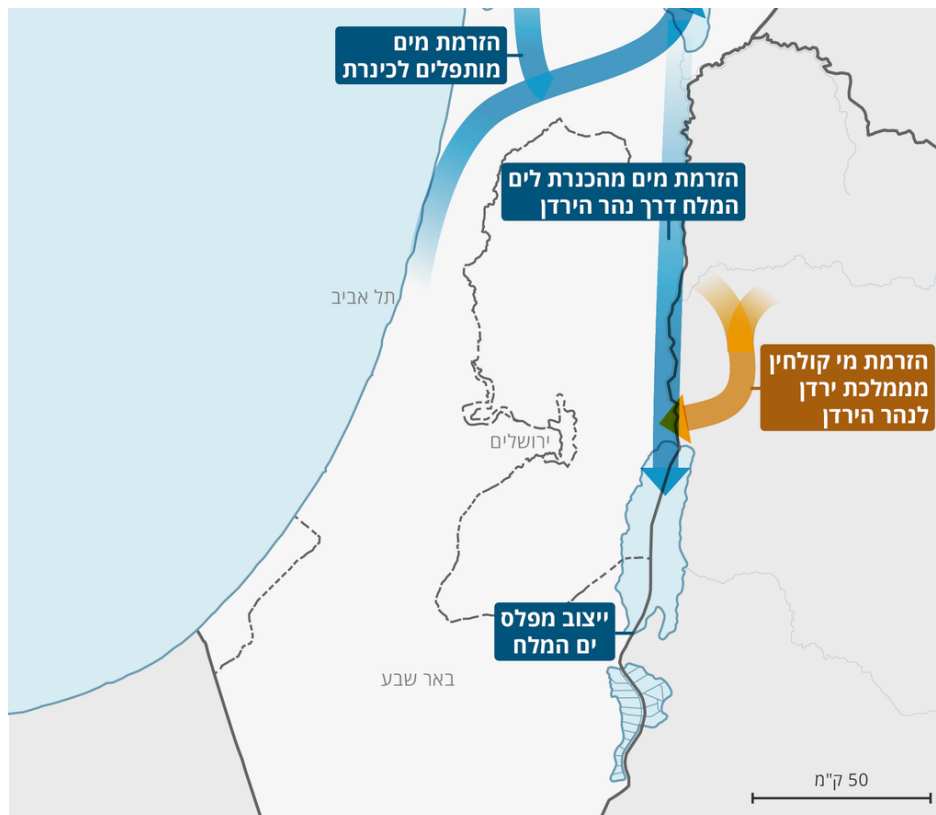 הזרמת מים
מותפלים לכינרת
הזרמת מים מהכנרת לים
המלח דרך נהר הירדן
תל אביב
הזרמת מי קולחין
מממלכת ירדן
לנהר הירדן
ירושלים
ייצוב מפלס
ים המלח
באר שבע
50 ק"מ